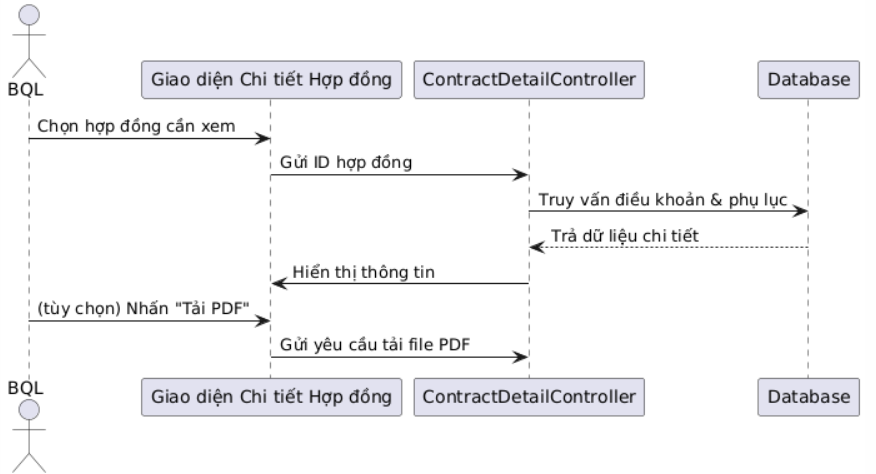 BQL
Giao diện Chi tiết Hợp đồng
ContractDetailController
Database
Chọn hợp đồng cần xem
Gửi ID hợp đồng
Truy vấn điều khoản & phụ lục
Trả dữ liệu chi tiết
Hiển thị thông tin
(tùy chọn) Nhấn "Tải PDF"
Gửi yêu cầu tải file PDF
BQL
Giao diện Chi tiết Hợp đồng
ContractDetailController
Database